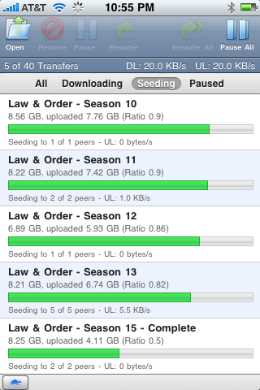 AT&T 10:55 PM
Open Remove Pause Resume Resume All Pause All
5 of 40 Transfers DL: 20.0 KB/s UL: 20.0 KB/s
All Downloading Seeding Paused
Law & Order - Season 10
8.56 GB, uploaded 7.76 GB (Ratio 0.9)
Seeding to 1 of 1 peers - UL: 0 bytes/s
Law & Order - Season 11
8.22 GB, uploaded 7.42 GB (Ratio 0.9)
Seeding to 2 of 2 peers - UL: 1.0 KB/s
Law & Order - Season 12
6.89 GB, uploaded 5.93 GB (Ratio 0.86)
Seeding to 1 of 1 peers - UL: 0 bytes/s
Law & Order - Season 13
8.21 GB, uploaded 6.74 GB (Ratio 0.82)
Seeding to 5 of 5 peers - UL: 5.5 KB/s
Law & Order - Season 15 - Complete
8.25 GB, uploaded 4.11 GB (Ratio 0.5)
Seeding to 2 of 2 peers - UL: 0 bytes/s